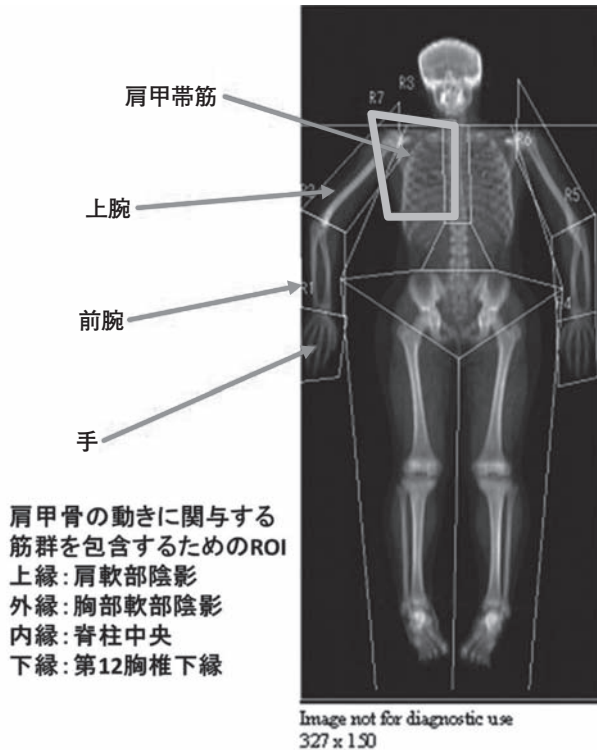 肩甲帯筋
上腕
前腕
手
R7
R3
R6
R5
R1
肩甲骨の動きに関与する
筋群を包含するためのROI
上縁：肩軟部陰影
外縁：胸部軟部陰影
内縁：脊柱中央
下縁：第12胸椎下縁
Image not for diagnostic use
327 x 150